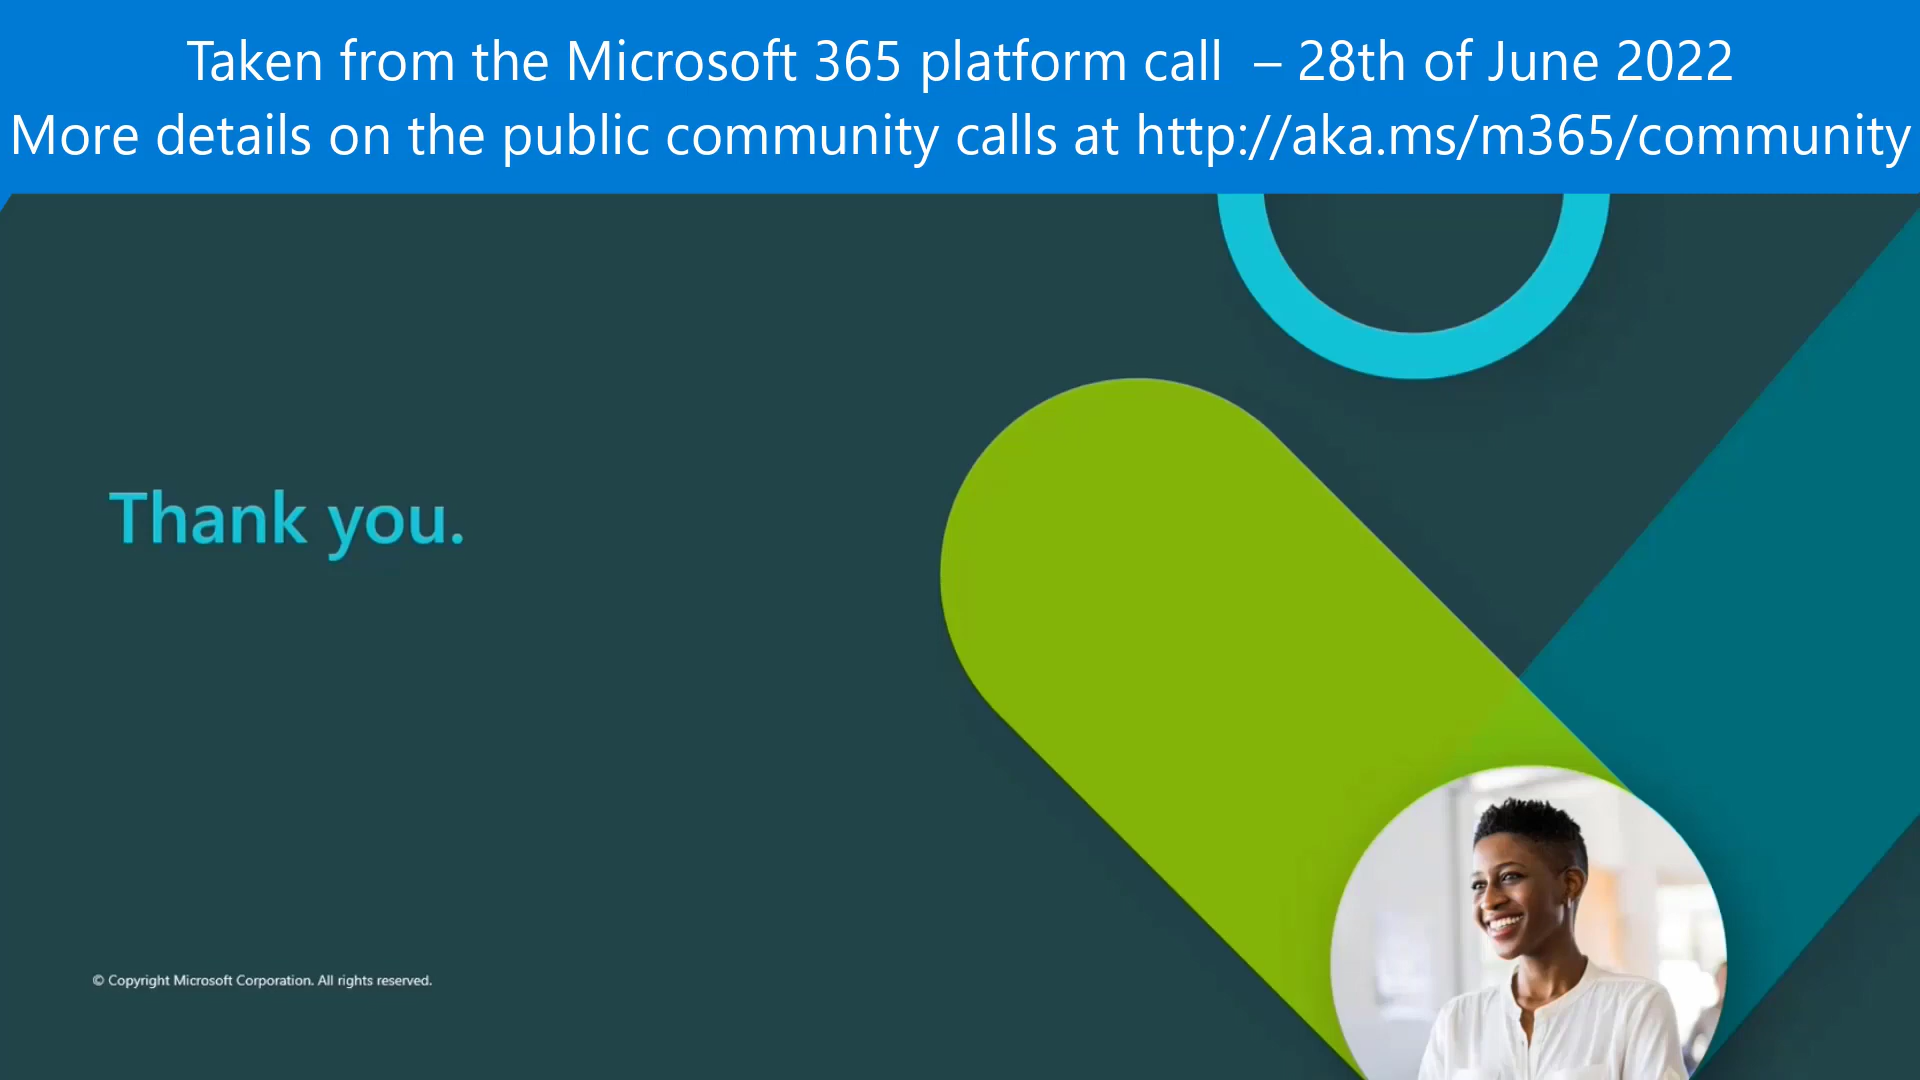 Taken from the Microsoft 365 platform call – 28th of June 2022
More details on the public community calls at http://aka.ms/m365/community
Thank you.
© Copyright Microsoft Corporation. All rights reserved.